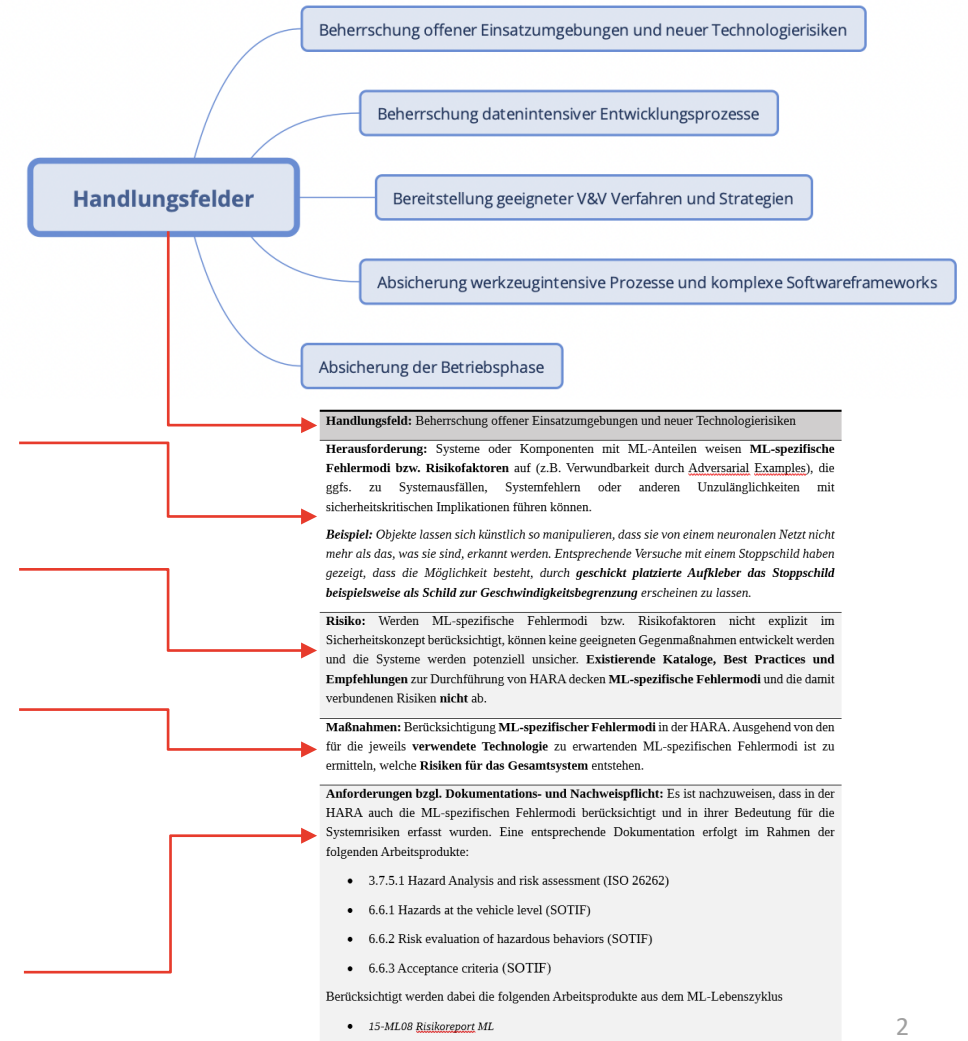 Beherrschung offener Einsatzumgebungen und neuer Technologierisiken
Beherrschung datenintensiver Entwicklungsprozesse
Handlungsfelder
Bereitstellung geeigneter V&V Verfahren und Strategien
Absicherung werkzeugintensive Prozesse und komplexe Softwareframeworks
Absicherung der Betriebsphase
Handlungsfeld: Beherrschung offener Einsatzumgebungen und neuer Technologierisiken
Herausforderung: Systeme oder Komponenten mit ML-Anteilen weisen ML-spezifische
Fehlermodi bzw. Risikofaktoren auf (z.B. Verwundbarkeit durch Adversarial Examples), die
ggfs. zu Systemausfällen, Systemfehlern oder anderen Unzulänglichkeiten mit
sicherheitskritischen Implikationen führen können.
Beispiel: Objekte lassen sich künstlich so manipulieren, dass sie von einem neuronalen Netzt nicht
mehr als das, was sie sind, erkannt werden. Entsprechende Versuche mit einem Stoppschild haben
gezeigt, dass die Möglichkeit besteht, durch geschickt platzierte Aufkleber das Stoppschild
beispielsweise als Schild zur Geschwindigkeitsbegrenzung erscheinen zu lassen.
Risiko: Werden ML-spezifische Fehlermodi bzw. Risikofaktoren nicht explizit im
Sicherheitskonzept berücksichtigt, können keine geeigneten Gegenmaßnahmen entwickelt werden
und die Systeme werden potenziell unsicher. Existierende Kataloge, Best Practices und
Empfehlungen zur Durchführung von HARA decken ML-spezifische Fehlermodi und die damit
verbundenen Risiken nicht ab.
Maßnahmen: Berücksichtigung ML-spezifischer Fehlermodi in der HARA. Ausgehend von den
für die jeweils verwendete Technologie zu erwartenden ML-spezifischen Fehlermodi ist zu
ermitteln, welche Risiken für das Gesamtsystem entstehen.
Anforderungen bzgl. Dokumentations- und Nachweispflicht: Es ist nachzuweisen, dass in der
HARA auch die ML-spezifischen Fehlermodi berücksichtigt und in ihrer Bedeutung für die
Systemrisiken erfasst wurden. Eine entsprechende Dokumentation erfolgt im Rahmen der
folgenden Arbeitsprodukte:
• 3.7.5.1 Hazard Analysis and risk assessment (ISO 26262)
• 6.6.1 Hazards at the vehicle level (SOTIF)
• 6.6.2 Risk evaluation of hazardous behaviors (SOTIF)
• 6.6.3 Acceptance criteria (SOTIF)
Berücksichtigt werden dabei die folgenden Arbeitsprodukte aus dem ML-Lebenszyklus
• 15-ML08 Risikoreport ML
2